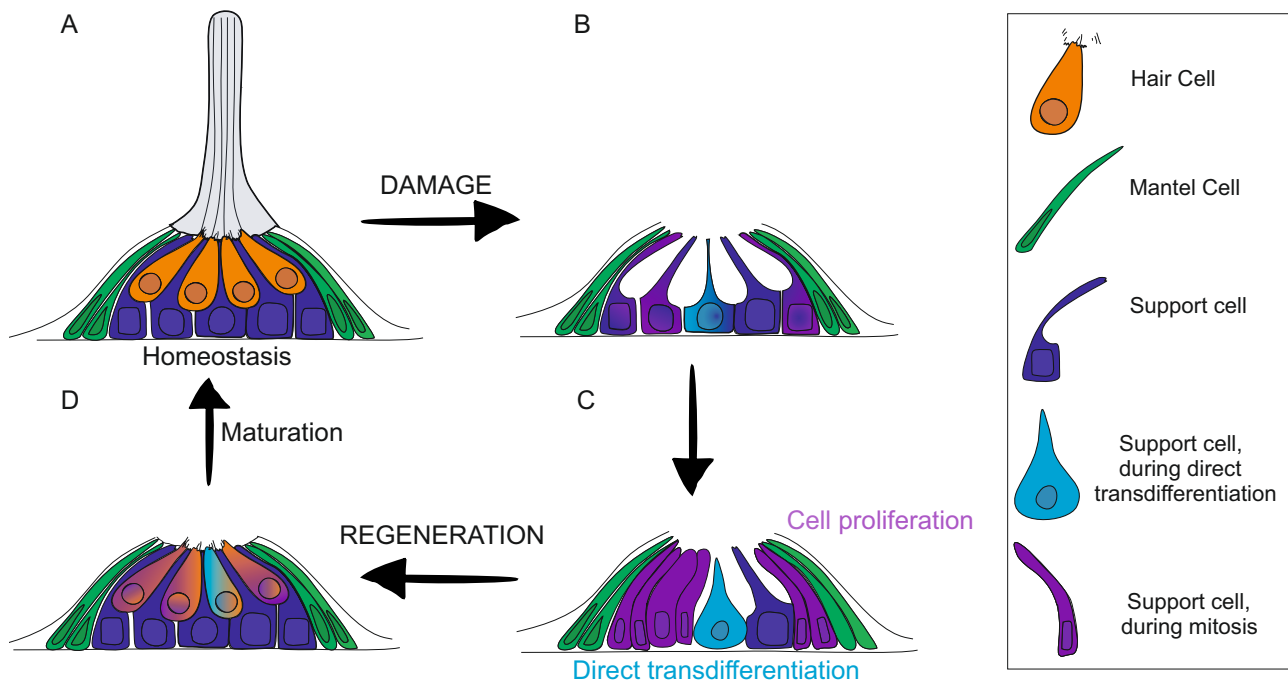 A
B
DAMAGE
Homeostasis
D
C
Maturation
Cell proliferation
REGENERATION
Direct transdifferentiation
Hair Cell
Mantel Cell
Support cell
Support cell,
during direct
transdifferentiation
Support cell,
during mitosis